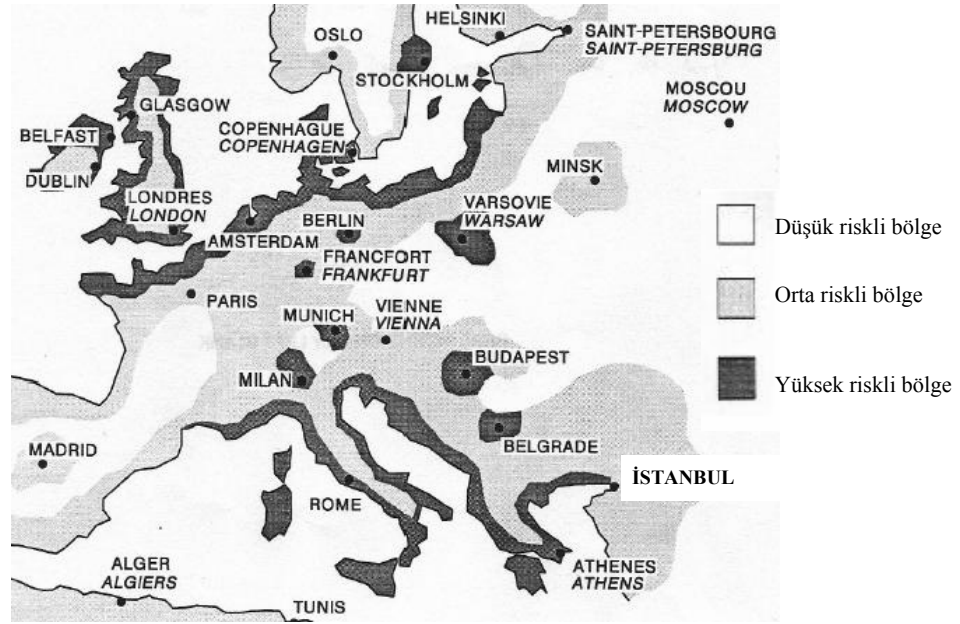 HELSINKI
OSLO
SAINT-PETERSBOURG
SAINT-PETERSBURG
STOCKHOLM
MOSCOU
MOSCOW
GLASGOW
BELFAST
COPENHAGUE
COPENHAGEN
MINSK
DUBLIN
LONDRES
LONDON
VARSOVIE
WARSAW
BERLIN
AMSTERDAM
Düşük riskli bölge
FRANCFORT
FRANKFURT
PARIS
Orta riskli bölge
MUNICH
VIENNE
VIENNA
BUDAPEST
MILAN
Yüksek riskli bölge
BELGRADE
MADRID
ROME
İSTANBUL
ALGER
ALGIERS
ATHENES
ATHENS
TUNIS